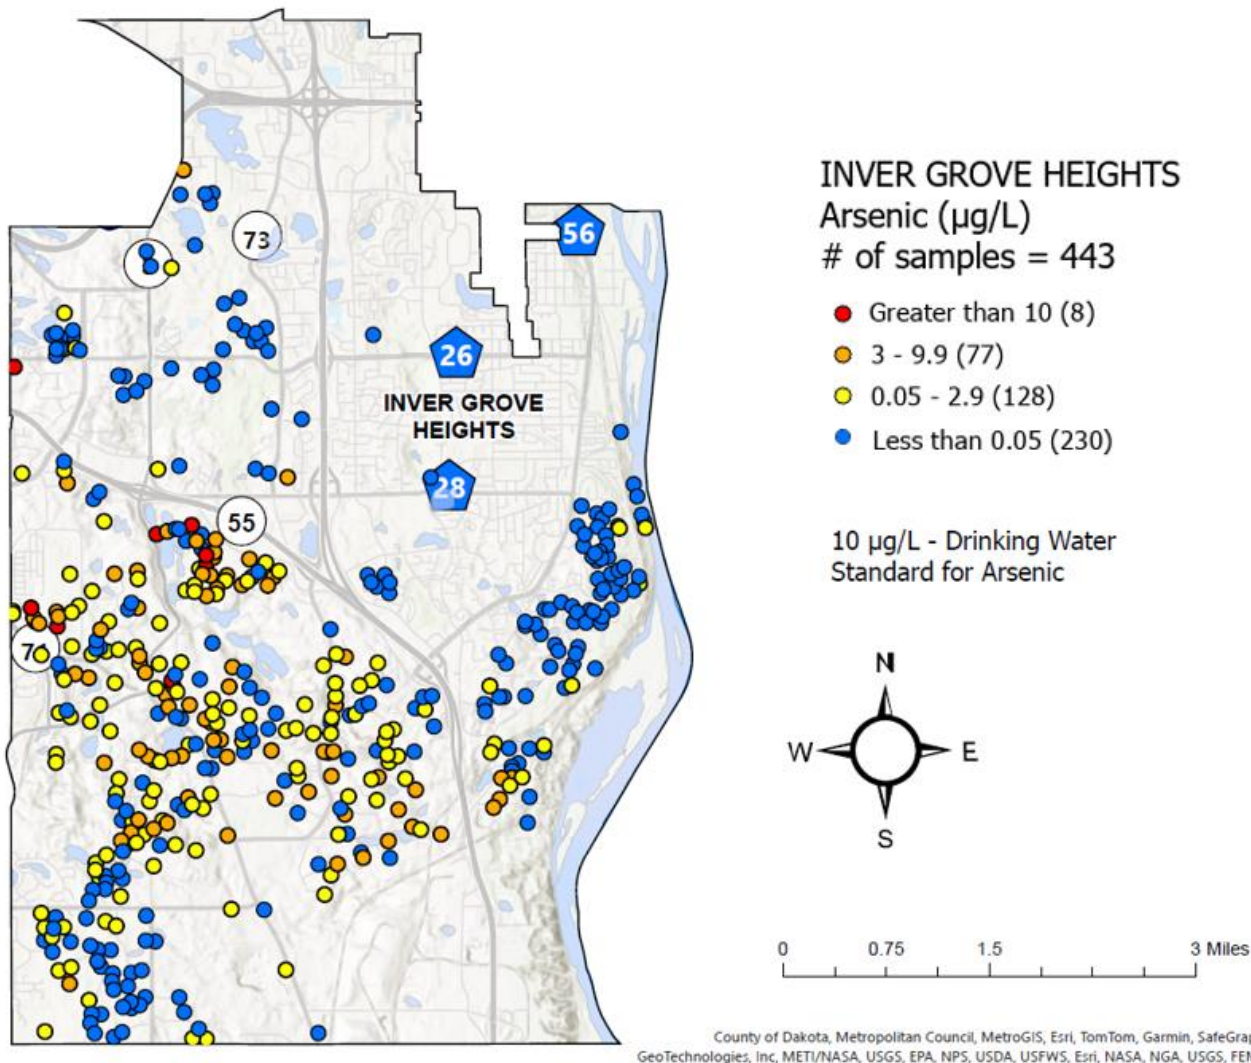 INVER GROVE HEIGHTS
Arsenic (µg/L)
# of samples = 443
Greater than 10 (8)
3 - 9.9 (77)
0.05 - 2.9 (128)
Less than 0.05 (230)
10 µg/L - Drinking Water
Standard for Arsenic
73
56
26
INVER GROVE
HEIGHTS
28
55
N
W
E
S
0 0.75 1.5 3 Miles
County of Dakota, Metropolitan Council, MetroGIS, Esri, TomTom, Garmin,
GeoTechnologies, Inc, METI/NASA, USGS, EPA, NPS, USDA, USFWS, Esri, NASA, NGA, USGS,